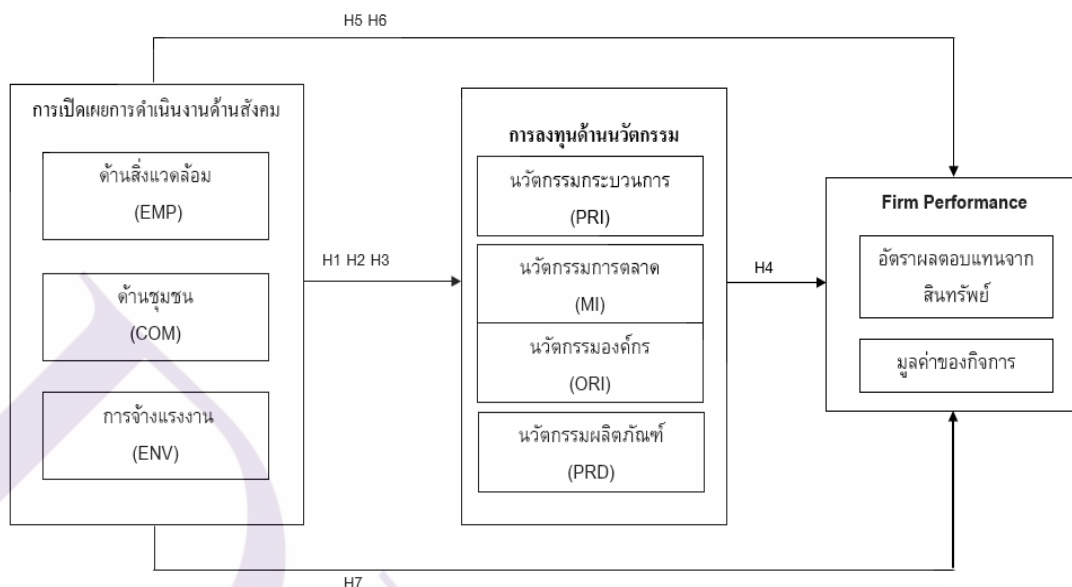 H5 H6
การเปิดเผยการดำเนินงานด้านสังคม
ด้านสิ่งแวดล้อม
(EMP)
ด้านชุมชน
(COM)
การจ้างแรงงาน
(ENV)
H1 H2 H3
การลงทุนด้านนวัตกรรม
นวัตกรรมกระบวนการ
(PRI)
นวัตกรรมการตลาด
(MI)
นวัตกรรมองค์กร
(ORI)
นวัตกรรมผลิตภัณฑ์
(PRD)
H4
Firm Performance
อัตราผลตอบแทนจาก
สินทรัพย์
มูลค่าของกิจการ
H7